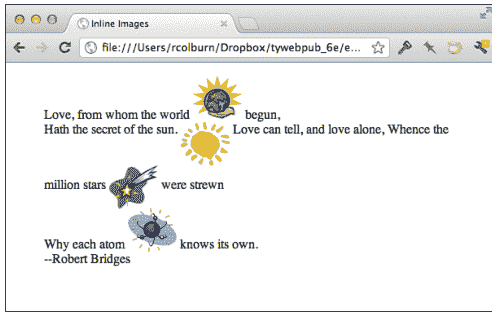 Inline Images
file:///Users/rcolburn/Dropbox/tywebpub_6e/e...
Love, from whom the world begun,
Hath the secret of the sun. Love can tell, and love alone, Whence the
million stars were strewn
Why each atom knows its own.
--Robert Bridges